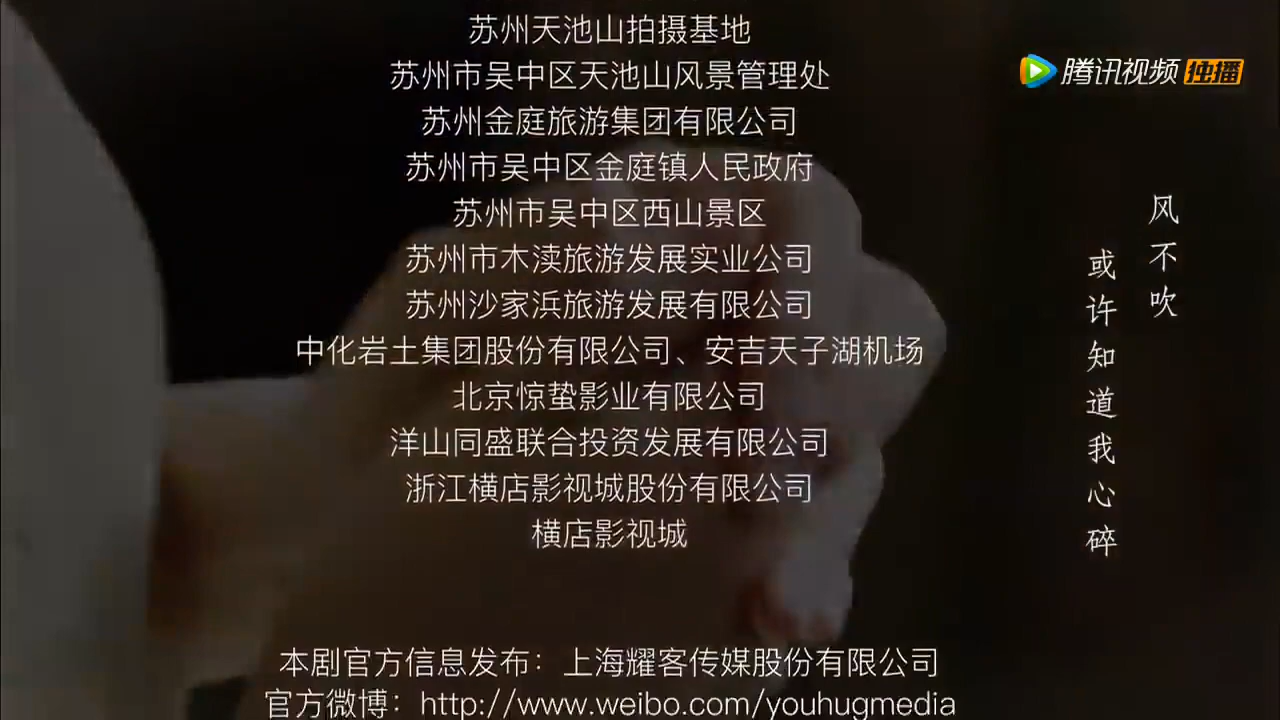 苏州天池山拍摄基地
苏州市吴中区天池山风景管理处
苏州金庭旅游集团有限公司
苏州市吴中区金庭镇人民政府
苏州市吴中区西山景区
苏州市木渎旅游发展实业公司
苏州沙家浜旅游发展有限公司
中化岩土集团股份有限公司、安吉天子湖机场
北京惊蛰影业有限公司
洋山同盛联合投资发展有限公司
浙江横店影视城股份有限公司
横店影视城
本剧官方信息发布：上海耀客传媒股份有限公司
官方微博：http://www.weibo.com/youhugmedia
腾讯视频 独播
风不吹
或许知道我心碎